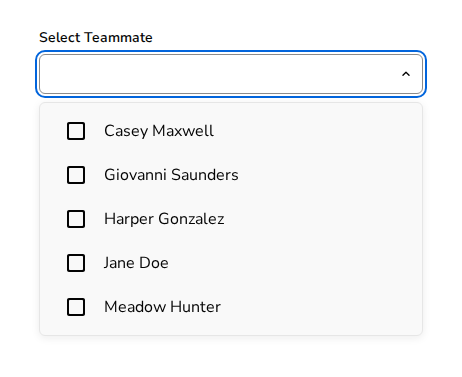 Select Teammate
Casey Maxwell
Giovanni Saunders
Harper Gonzalez
Jane Doe
Meadow Hunter